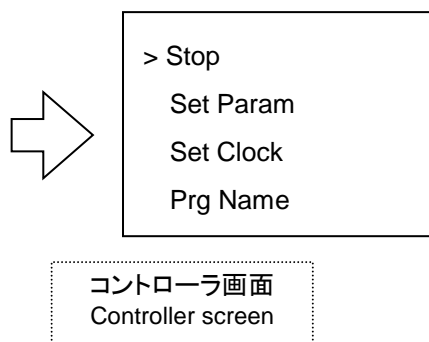 > Stop
Set Param
Set Clock
Prg Name
コントローラ画面
Controller screen